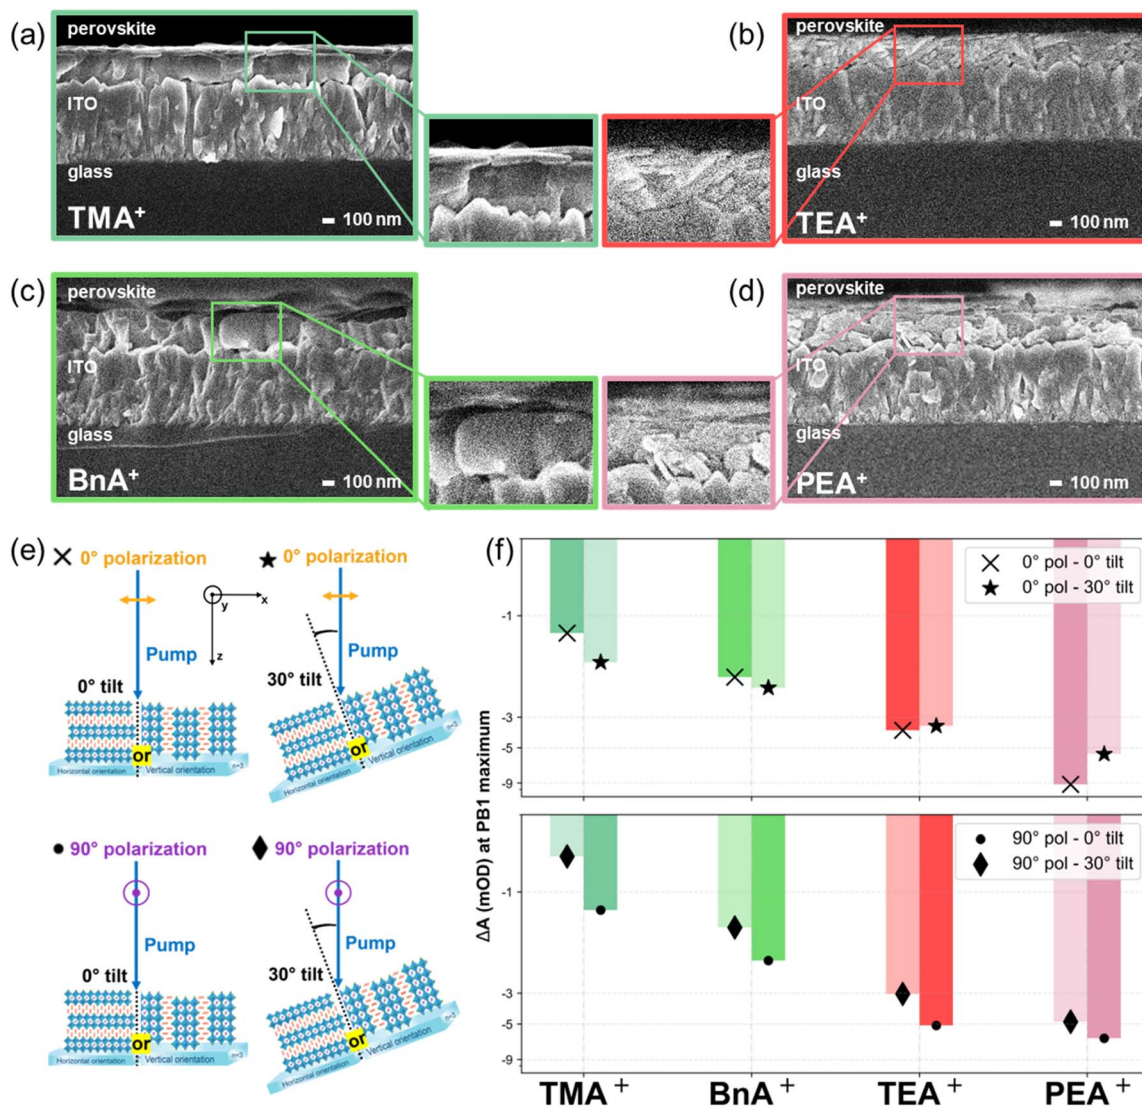 (a)
perovskite
ITO
glass
TMA+
100 nm
(b)
perovskite
ITO
glass
TEA+
100 nm
(c)
perovskite
ITO
glass
BnA+
100 nm
(d)
perovskite
ITO
glass
PEA+
100 nm
(e)
0° polarization
0° polarization
y
x
z
Pump
Pump
0° tilt
30° tilt
or
or
Horizontal orientation
Vertical orientation
n=3
Horizontal orientation
Vertical orientation
n=3
90° polarization
90° polarization
Pump
Pump
0° tilt
30° tilt
or
or
Horizontal orientation
Vertical orientation
n=3
Horizontal orientation
Vertical orientation
n=3
(f)
0° pol - 0° tilt
0° pol - 30° tilt
-1
-3
-5
-9
ΔA (mOD) at PB1 maximum
90° pol - 0° tilt
90° pol - 30° tilt
-1
-3
-5
-9
TMA+
BnA+
TEA+
PEA+